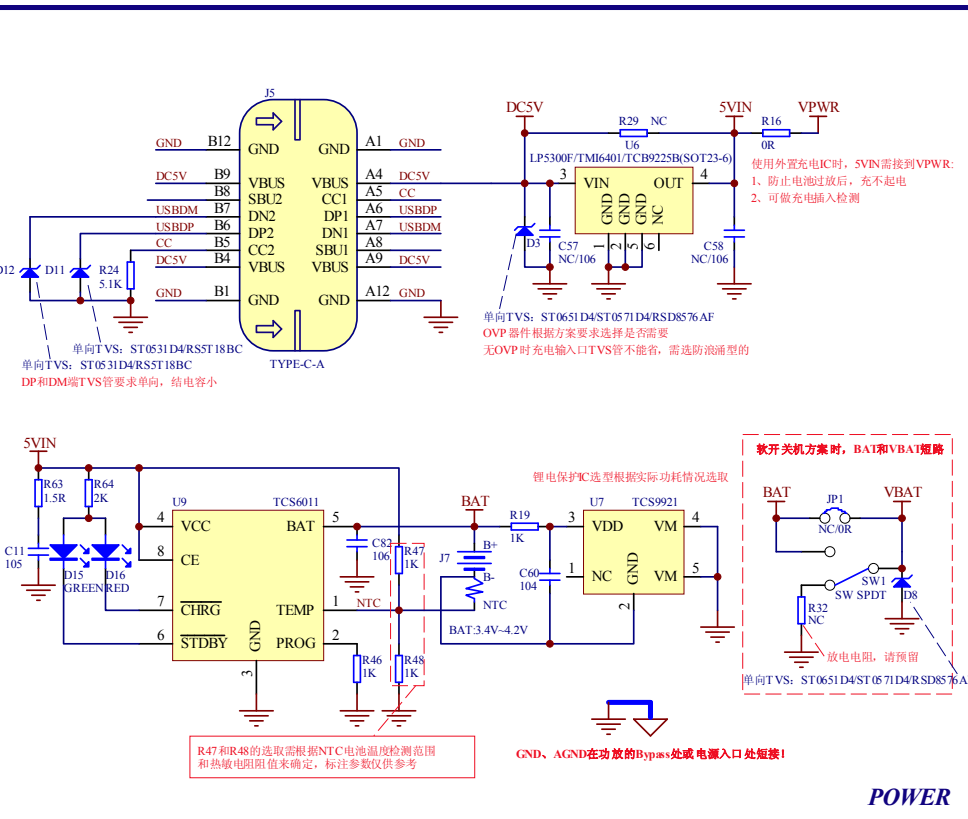 J5
TYPE-C-A
GND B12 GND GND A1 GND
DC5V B9 VBUS VBUS A4 DC5V
B8 SBU2 CC1 A5 CC
USBDM B7 DN2 DP1 A6 USBDP
USBDP B6 DP2 DN1 A7 USBDM
CC B5 CC2 SBU1 A8
DC5V B4 VBUS VBUS A9 DC5V
GND B1 GND GND A12 GND
D12
D11
R24
5.1K
单向TVS：ST0531D4/RS5T18BC
单向TVS：ST0531D4/RS5T18BC
DP和DM端TVS管要求单向，结电容小
DC5V
R29 NC
U6
LP5300F/TMI6401/TCB9225B(SOT23-6)
3 VIN OUT 4
GND GND GND NC
1 2 5 6
D3
C57
NC/106
C58
NC/106
5VIN
R16
0R
VPWR
使用外置充电IC时，5VIN需接到VPWR:
1、防止电池过放后，充不起电
2、可做充电插入检测
单向TVS：ST0651D4/ST0571D4/RSD8576AF
OVP器件根据方案要求选择是否需要
无OVP时充电输入口TVS管不能省，需选防浪涌型的
5VIN
R63
1.5R
R64
2K
C11
105
D15
GREEN
D16
RED
U9 TCS6011
4 VCC BAT 5
8 CE
7 CHRG TEMP 1 NTC
6 STDBY PROG 2
GND
3
C82
106
R47
1K
R46
1K
R48
1K
R47和R48的选取需根据NTC电池温度检测范围
和热敏电阻阻值来确定，标注参数仅供参考
BAT
J7
B+
B-
NTC
BAT:3.4V~4.2V
R19
1K
C60
104
锂电保护IC选型根据实际功耗情况选取
U7 TCS9921
3 VDD VM 4
1 NC VM 5
GND
2
GND、AGND在功放的Bypass处或电源入口处短接！
软开关机方案时，BAT和VBAT短路
BAT
JP1
NC/0R
VBAT
SW1
SW SPDT
D8
R32
NC
放电电阻，请预留
单向TVS：ST0651D4/ST0571D4/RSD8576A
POWER